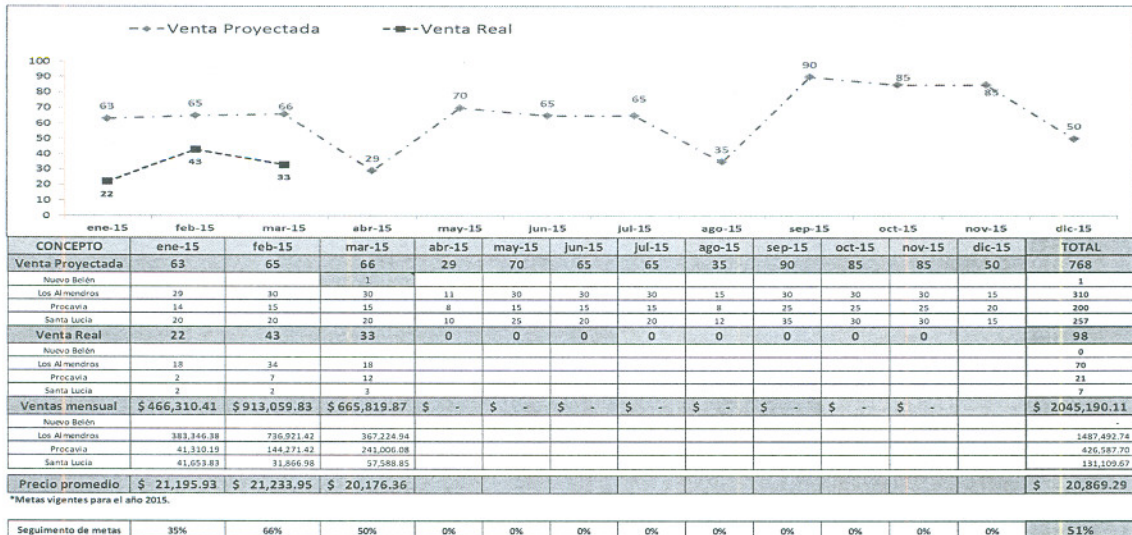 Venta Proyectada Venta Real
100
90
80
70
60
50
40
30
20
10
0
63 65 66 29 70 65 65 35 90 85 85 50
22 43 33
ene-15 feb-15 mar-15 abr-15 may-15 jun-15 jul-15 ago-15 sep-15 oct-15 nov-15 dic-15
CONCEPTO ene-15 feb-15 mar-15 abr-15 may-15 jun-15 jul-15 ago-15 sep-15 oct-15 nov-15 dic-15 TOTAL
Venta Proyectada 63 65 66 29 70 65 65 35 90 85 85 50 768
Nuevo Belén 1 1
Los Almendros 29 30 30 11 30 30 30 15 30 30 30 15 310
Procavia 14 15 15 8 15 15 15 8 25 25 25 20 200
Santa Lucia 20 20 20 10 25 20 20 12 35 30 30 15 257
Venta Real 22 43 33 0 0 0 0 0 0 0 0 98
Nuevo Belén 0
Los Almendros 18 34 18 70
Procavia 2 7 12 21
Santa Lucia 2 2 3 7
Ventas mensual $466,310.41 $913,059.83 $665,819.87 $ - $ - $ - $ - $ - $ - $ - $ - $ 2045,190.11
Nuevo Belén -
Los Almendros 383,346.38 736,921.42 367,224.94 1487,492.74
Procavia 41,310.19 144,271.42 241,006.08 426,587.70
Santa Lucia 41,653.83 31,866.98 57,588.85 131,109.67
Precio promedio $ 21,195.93 $ 21,233.95 $ 20,176.36 $ 20,869.29
*Metas vigentes para el año 2015.
Seguimento de metas 35% 66% 50% 0% 0% 0% 0% 0% 0% 0% 0% 0% 51%